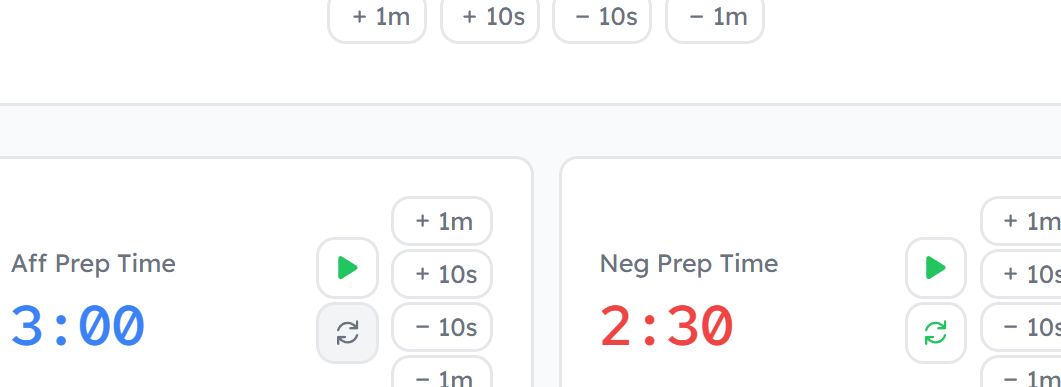 + 1m
+ 10s
− 10s
− 1m
Aff Prep Time
3:00
+ 1m
+ 10s
− 10s
− 1m
Neg Prep Time
2:30
+ 1m
+ 10s
− 10s
− 1m